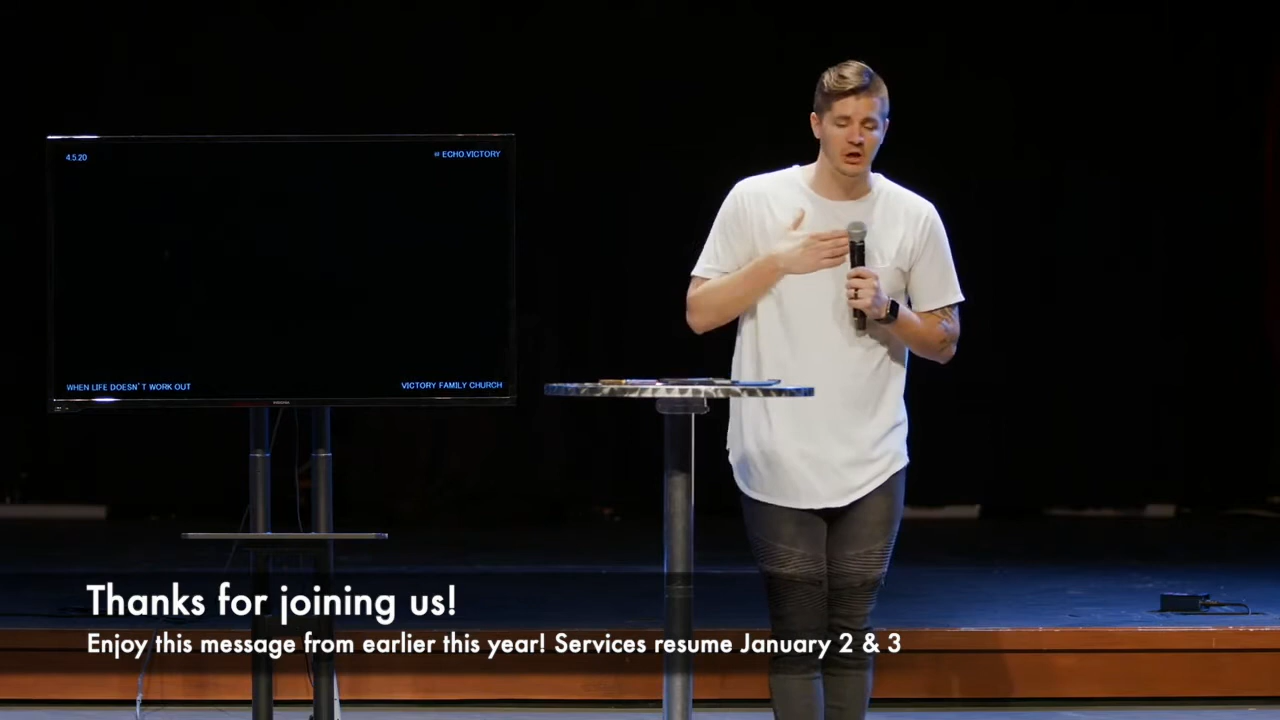 4.5.20
ECHO.VICTORY
WHEN LIFE DOESN'T WORK OUT
VICTORY FAMILY CHURCH
Thanks for joining us!
Enjoy this message from earlier this year! Services resume January 2 & 3